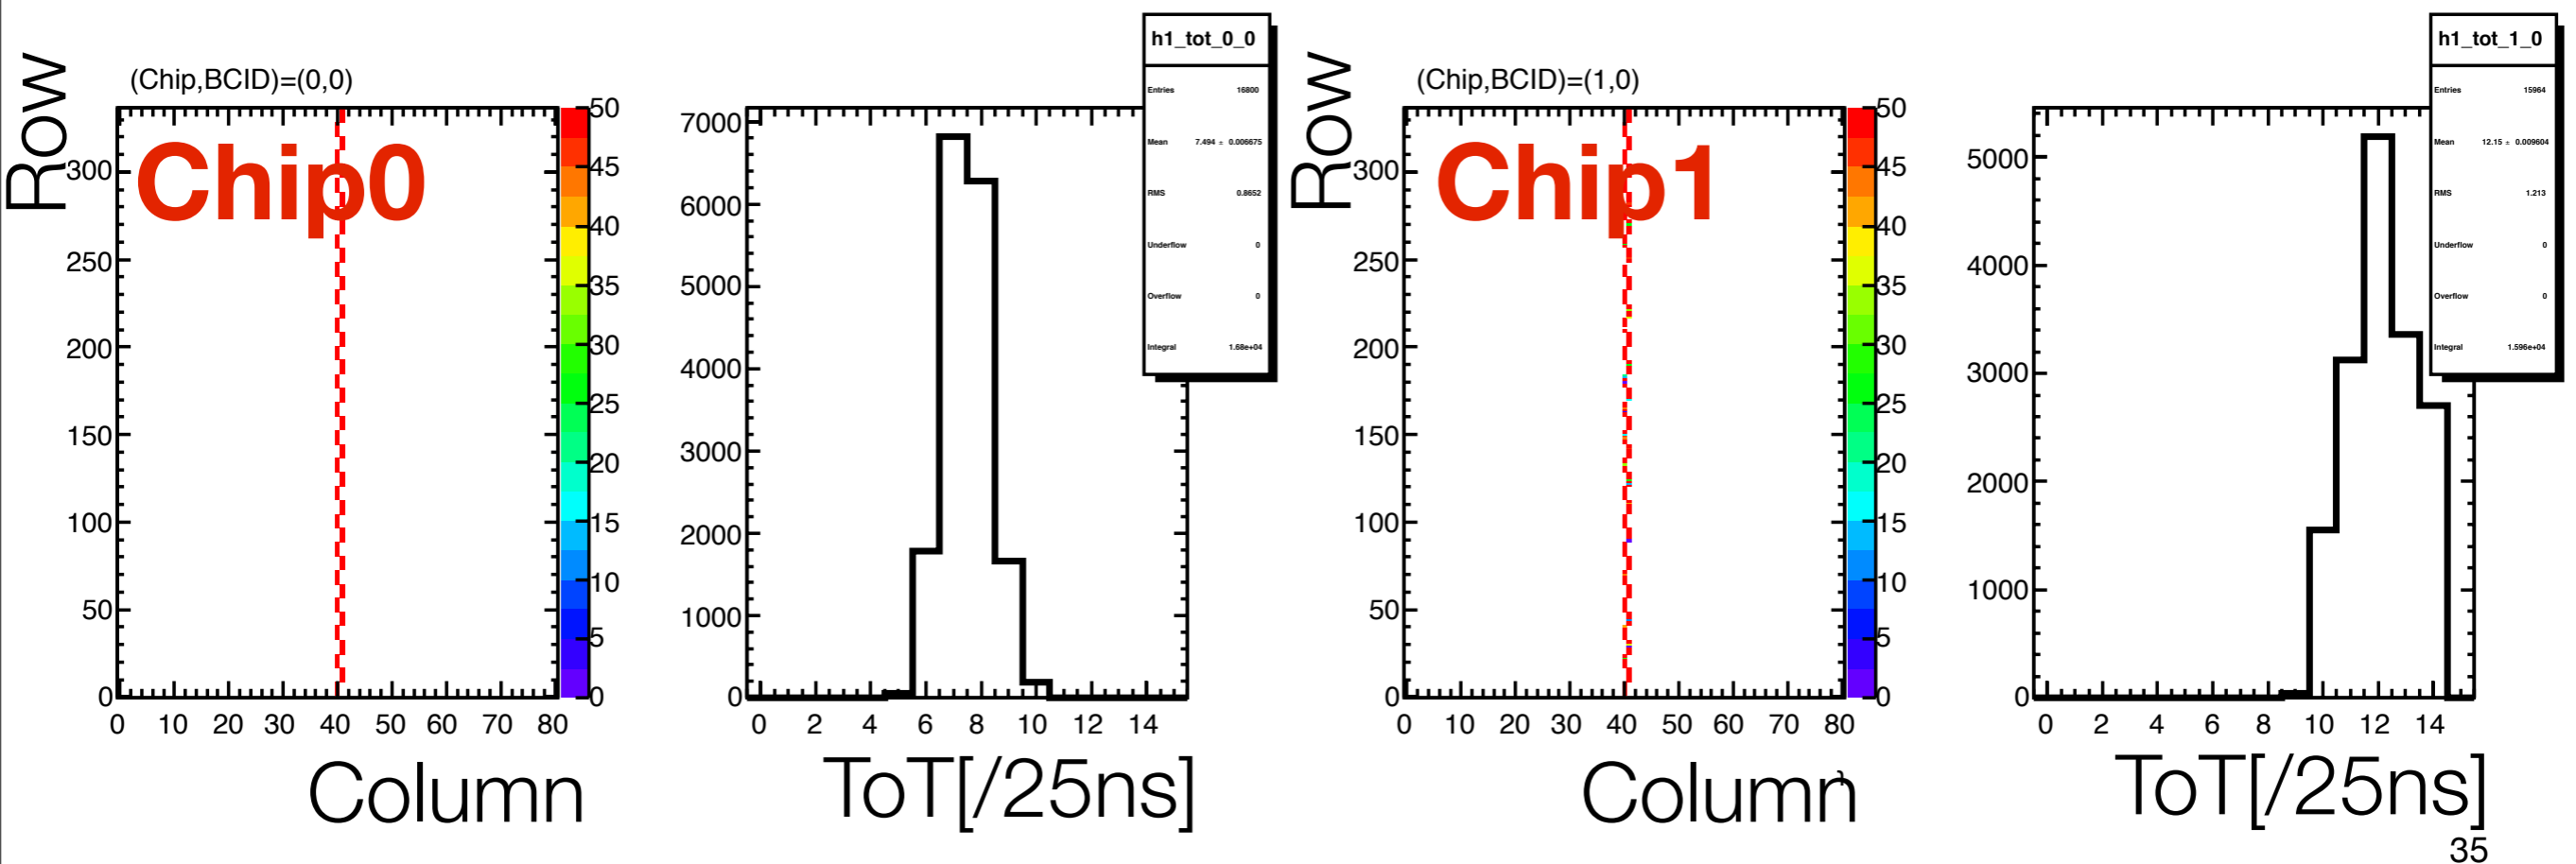 (Chip,BCID)=(0,0)
Row
Chip0
300
250
200
150
100
50
0
0 10 20 30 40 50 60 70 80
Column
50
45
40
35
30
25
20
15
10
5
0
7000
6000
5000
4000
3000
2000
1000
0
0 2 4 6 8 10 12 14
ToT[/25ns]
h1_tot_0_0
Entries 16800
Mean 7.494 ± 0.006675
RMS 0.8652
Underflow 0
Overflow 0
Integral 1.68e+04
(Chip,BCID)=(1,0)
Row
Chip1
300
250
200
150
100
50
0
0 10 20 30 40 50 60 70 80
Column
50
45
40
35
30
25
20
15
10
5
0
5000
4000
3000
2000
1000
0
0 2 4 6 8 10 12 14
ToT[/25ns]
h1_tot_1_0
Entries 15964
Mean 12.15 ± 0.009604
RMS 1.213
Underflow 0
Overflow 0
Integral 1.596e+04
35